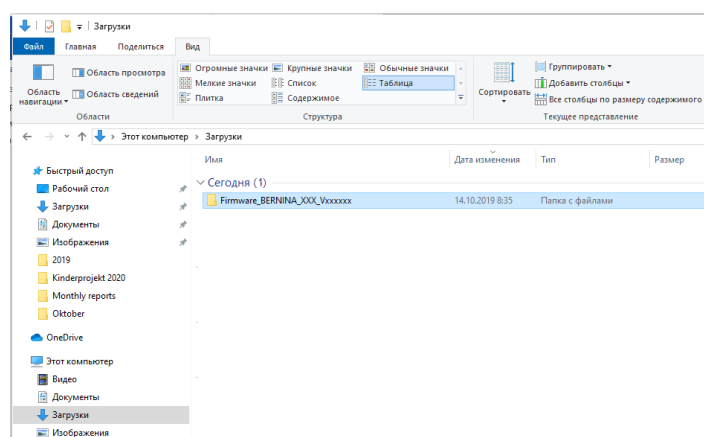 Загрузки
Файл Главная Поделиться Вид
Область навигации
Область просмотра
Область сведений
Области
Огромные значки Крупные значки Обычные значки
Мелкие значки Список Таблица
Плитка Содержимое
Структура
Сортировать
Группировать
Добавить столбцы
Все столбцы по размеру содержимого
Текущее представление
Этот компьютер › Загрузки
Имя Дата изменения Тип Размер
Сегодня (1)
Firmware_BERNINA_XXX_Vxxxxxx 14.10.2019 8:35 Папка с файлами
Быстрый доступ
Рабочий стол
Загрузки
Документы
Изображения
2019
Kinderprojekt 2020
Monthly reports
Oktober
OneDrive
Этот компьютер
Видео
Документы
Загрузки
Изображения